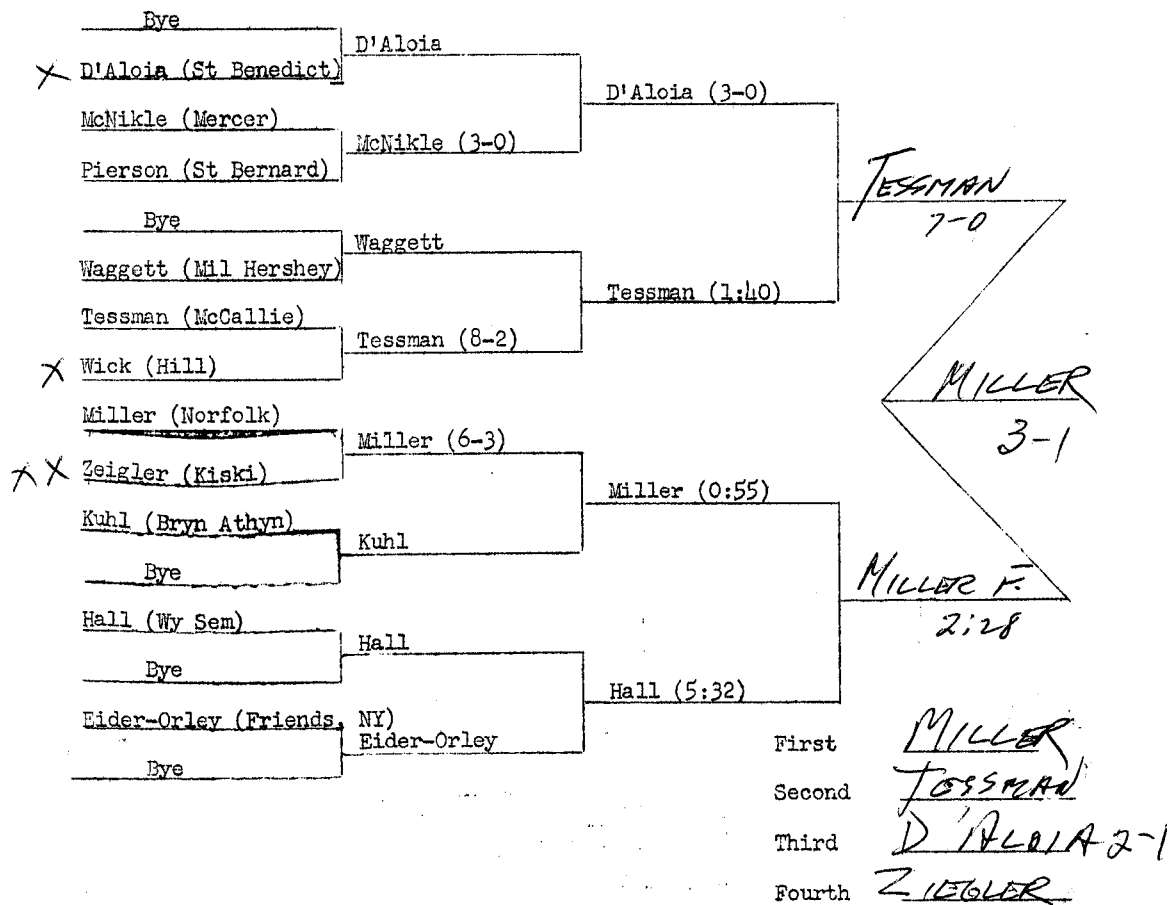 Bye
D'Aloia
X D'Aloia (St Benedict)
D'Aloia (3-0)
McNikle (Mercer)
McNikle (3-0)
Pierson (St Bernard)
TESSMAN
7-0
Bye
Waggett
Waggett (Mil Hershey)
Tessman (1:40)
Tessman (McCallie)
Tessman (8-2)
X Wick (Hill)
MILLER
3-1
Miller (Norfolk)
Miller (6-3)
X X Zeigler (Kiski)
Miller (0:55)
Kuhl (Bryn Athyn)
Kuhl
Bye
MILLER F.
2:28
Hall (Wy Sem)
Hall
Bye
Hall (5:32)
Eider-Orley (Friends, NY)
Eider-Orley
Bye
First MILLER
Second TESSMAN
Third D'ALOIA 2-1
Fourth ZIEGLER